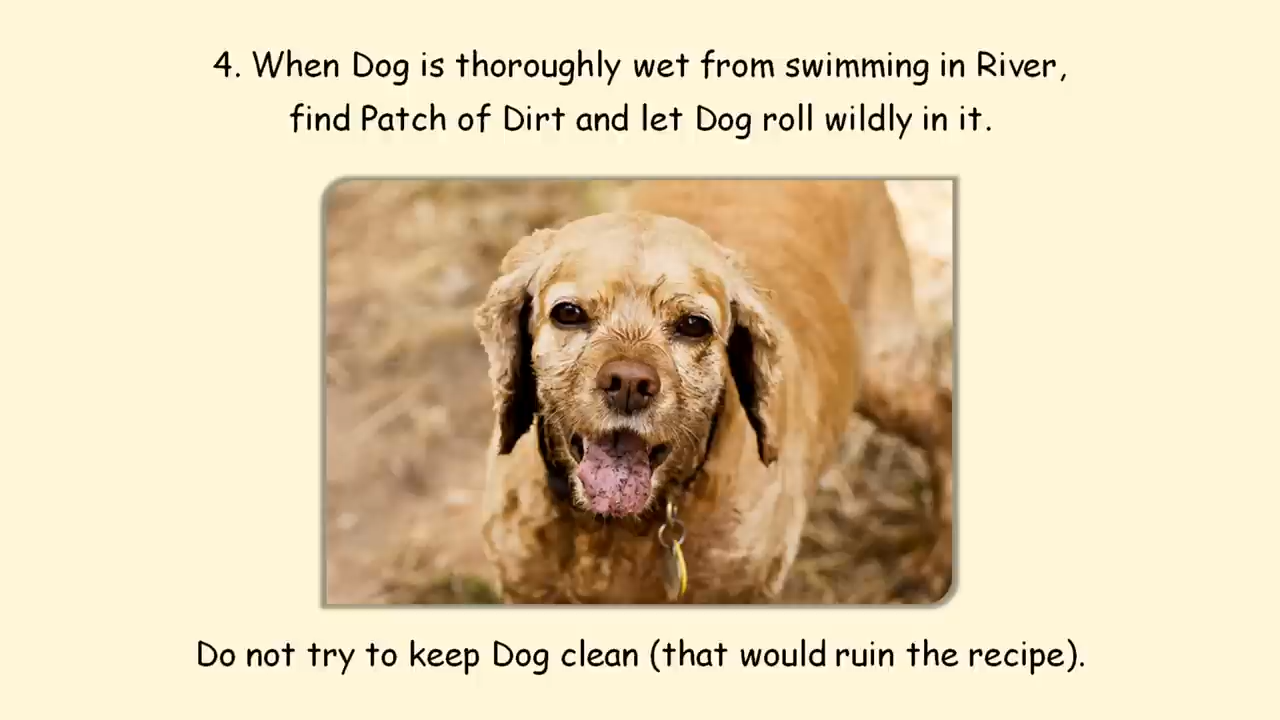 4. When Dog is thoroughly wet from swimming in River,
find Patch of Dirt and let Dog roll wildly in it.
Do not try to keep Dog clean (that would ruin the recipe).